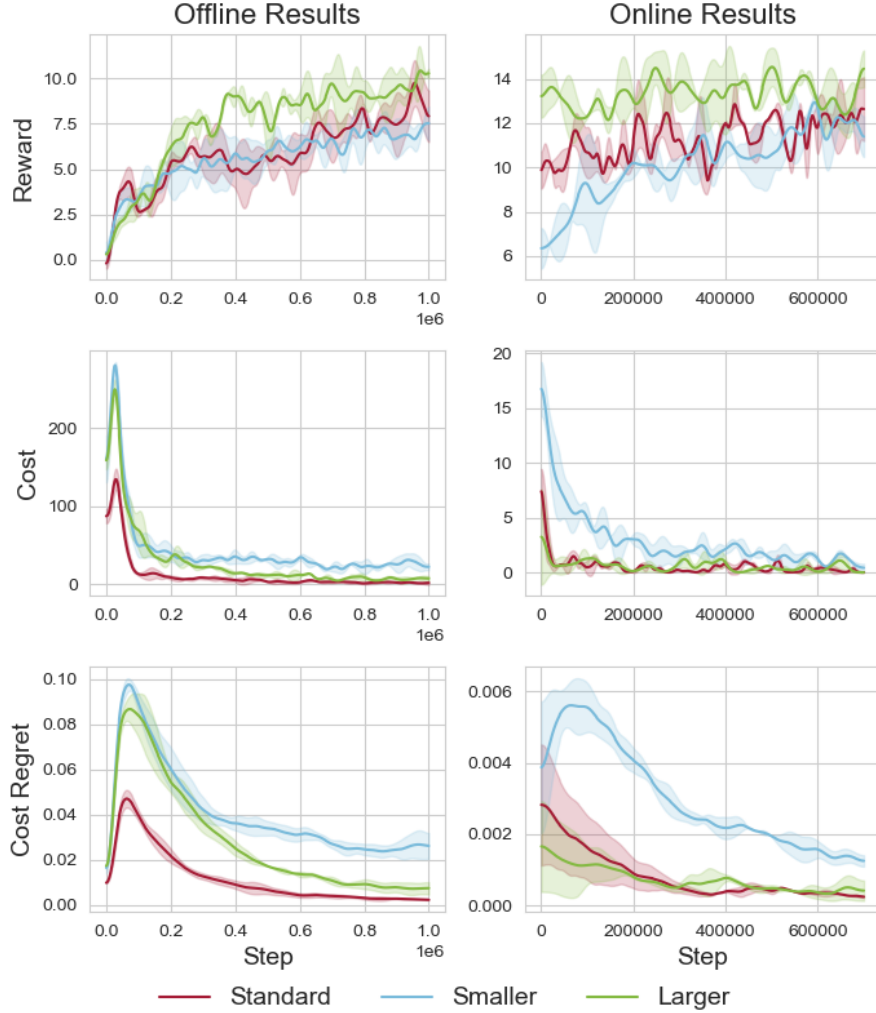 Offline Results
Online Results
Reward
10.0
7.5
5.0
2.5
0.0
0.0 0.2 0.4 0.6 0.8 1.0
1e6
14
12
10
8
6
0 200000 400000 600000
Cost
200
100
0
0.0 0.2 0.4 0.6 0.8 1.0
1e6
20
15
10
5
0
0 200000 400000 600000
Cost Regret
0.10
0.08
0.06
0.04
0.02
0.00
0.0 0.2 0.4 0.6 0.8 1.0
Step
1e6
0.006
0.004
0.002
0.000
0 200000 400000 600000
Step
Standard Smaller Larger